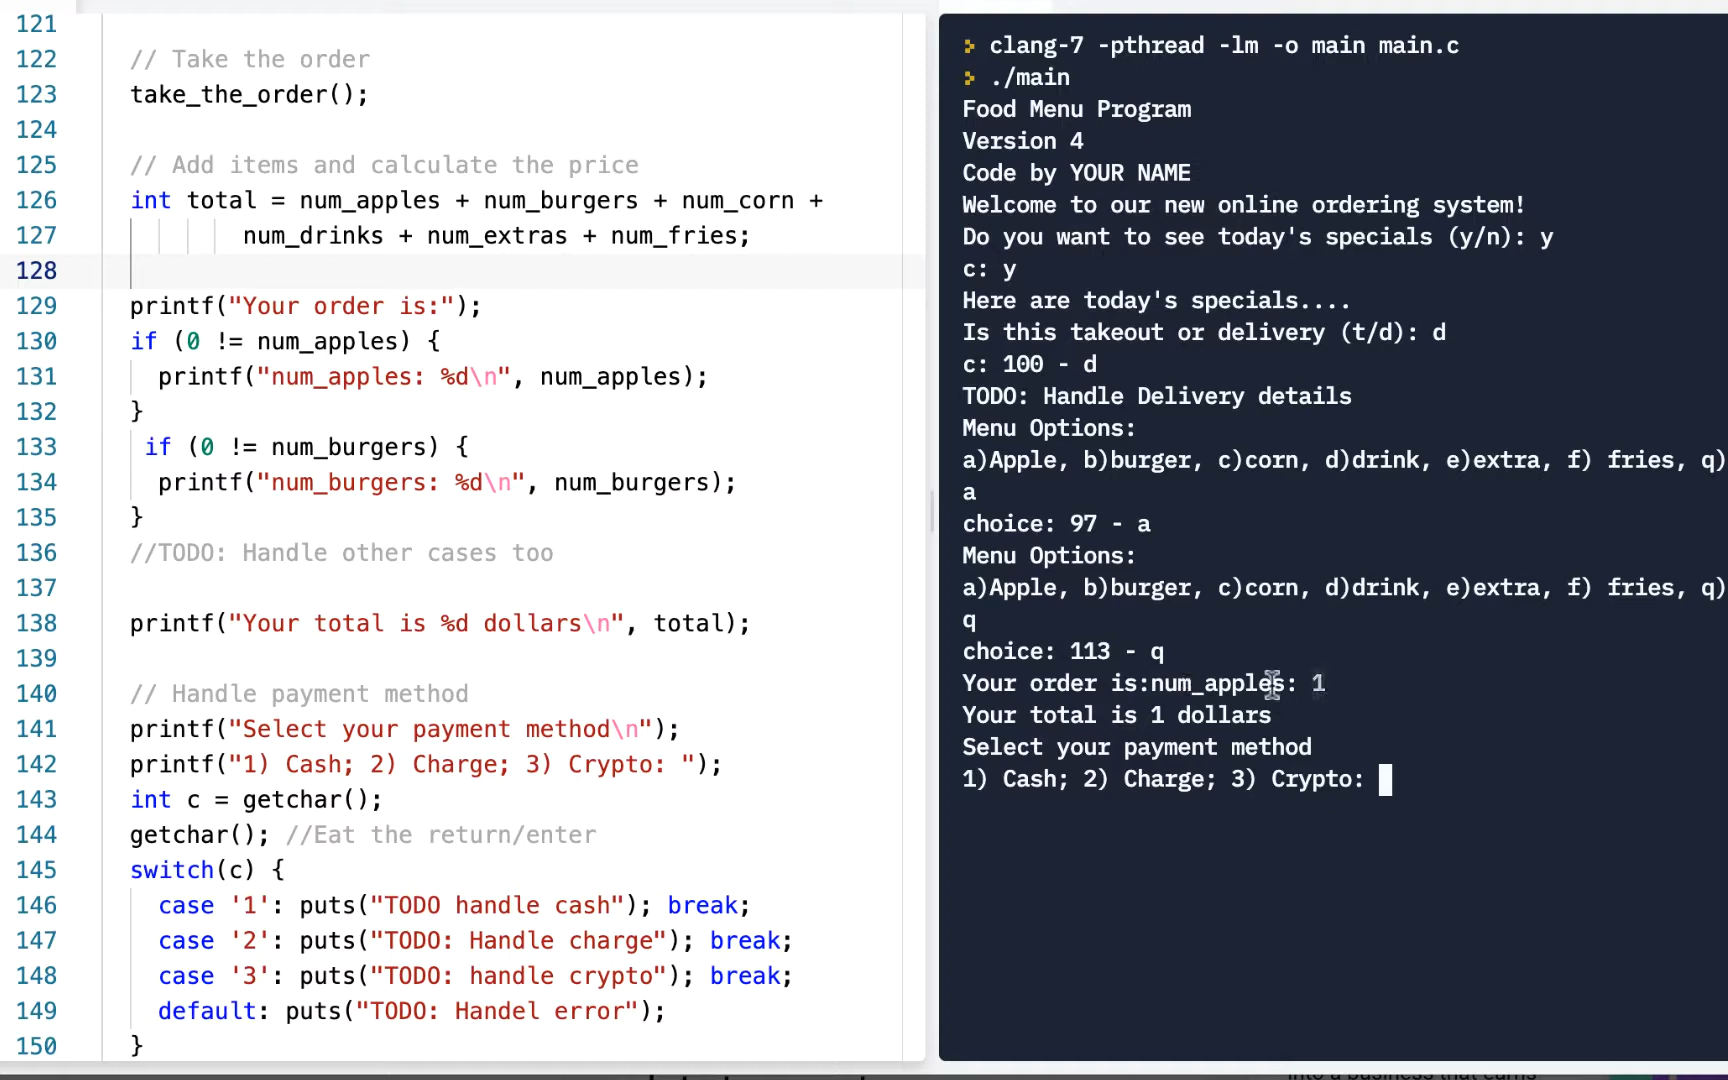 121
122 // Take the order
123 take_the_order();
124
125 // Add items and calculate the price
126 int total = num_apples + num_burgers + num_corn +
127 num_drinks + num_extras + num_fries;
128
129 printf("Your order is:");
130 if (0 != num_apples) {
131 printf("num_apples: %d\n", num_apples);
132 }
133 if (0 != num_burgers) {
134 printf("num_burgers: %d\n", num_burgers);
135 }
136 //TODO: Handle other cases too
137
138 printf("Your total is %d dollars\n", total);
139
140 // Handle payment method
141 printf("Select your payment method\n");
142 printf("1) Cash; 2) Charge; 3) Crypto: ");
143 int c = getchar();
144 getchar(); //Eat the return/enter
145 switch(c) {
146 case '1': puts("TODO handle cash"); break;
147 case '2': puts("TODO: Handle charge"); break;
148 case '3': puts("TODO: handle crypto"); break;
149 default: puts("TODO: Handel error");
150 }
clang-7 -pthread -lm -o main main.c
./main
Food Menu Program
Version 4
Code by YOUR NAME
Welcome to our new online ordering system!
Do you want to see today's specials (y/n): y
c: y
Here are today's specials....
Is this takeout or delivery (t/d): d
c: 100 - d
TODO: Handle Delivery details
Menu Options:
a)Apple, b)burger, c)corn, d)drink, e)extra, f) fries, q)
a
choice: 97 - a
Menu Options:
a)Apple, b)burger, c)corn, d)drink, e)extra, f) fries, q)
q
choice: 113 - q
Your order is:num_apples: 1
Your total is 1 dollars
Select your payment method
1) Cash; 2) Charge; 3) Crypto: